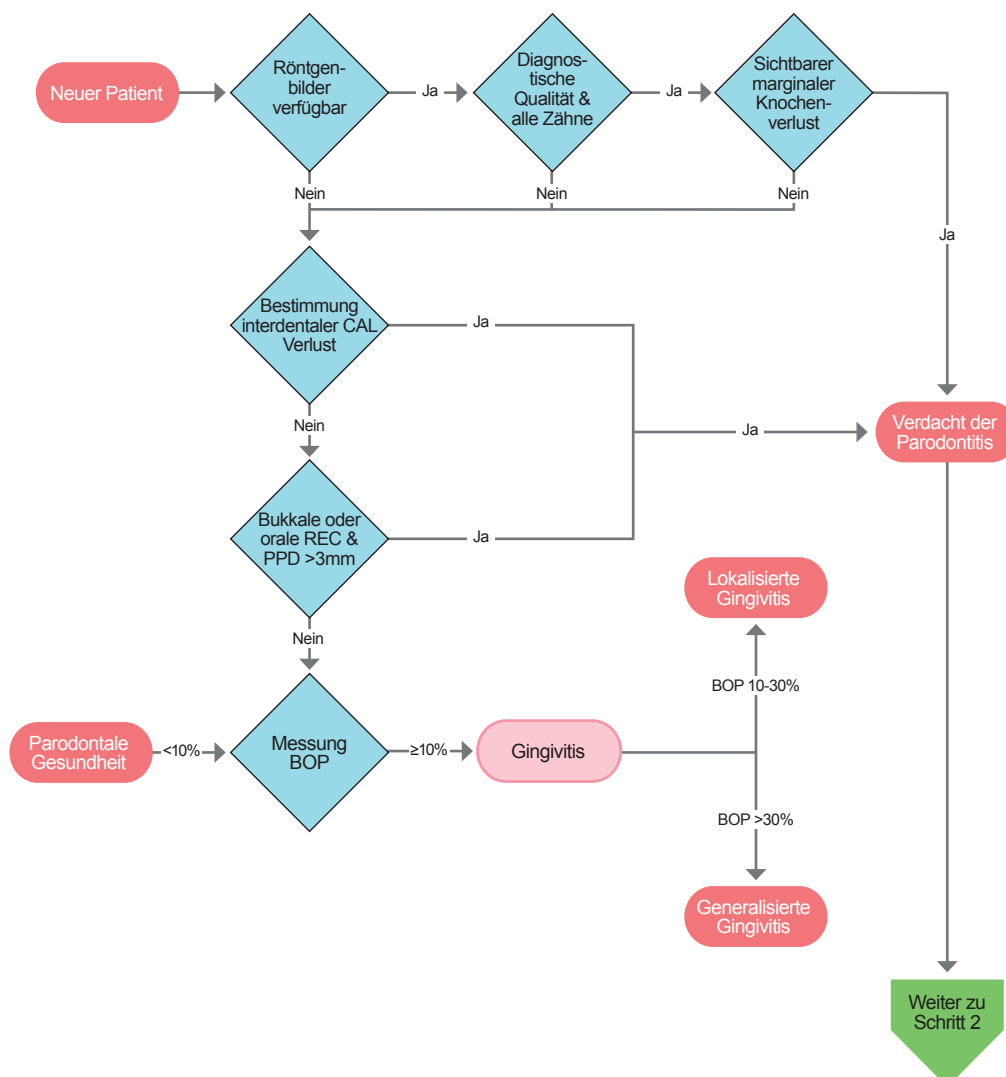 Neuer Patient
Röntgen-
bilder
verfügbar
Ja
Diagnos-
tische
Qualität &
alle Zähne
Ja
Sichtbarer
marginaler
Knochen-
verlust
Nein
Nein
Nein
Ja
Bestimmung
interdentaler CAL
Verlust
Ja
Nein
Ja
Verdacht der
Parodontitis
Bukkale oder
orale REC &
PPD >3mm
Ja
Lokalisierte
Gingivitis
Nein
BOP 10-30%
Parodontale
Gesundheit
<10%
Messung
BOP
≥10%
Gingivitis
BOP >30%
Generalisierte
Gingivitis
Weiter zu
Schritt 2